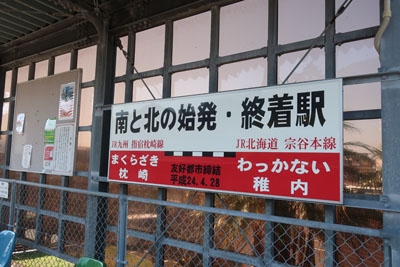 南と北の始発・終着駅
JR九州 指宿枕崎線
JR北海道 宗谷本線
まくらざき
枕崎
友好都市締結
平成24.4.28
わっかない
稚内